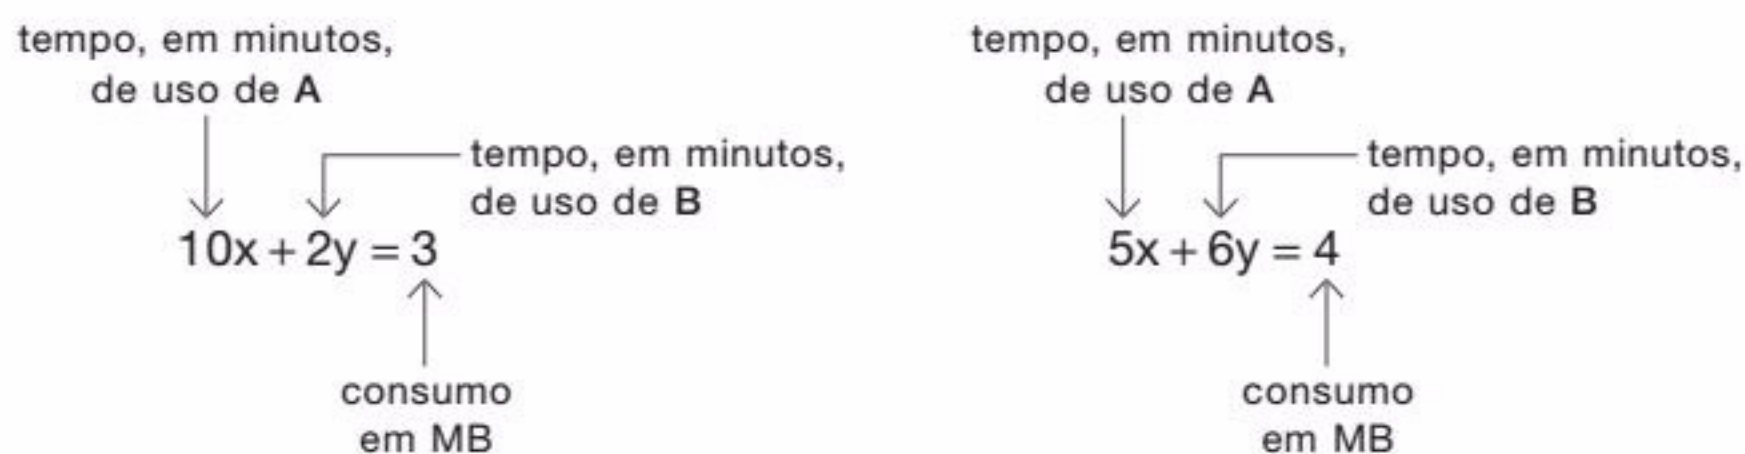 tempo, em minutos,
de uso de A
tempo, em minutos,
de uso de B
10x + 2y = 3
consumo
em MB
tempo, em minutos,
de uso de A
tempo, em minutos,
de uso de B
5x + 6y = 4
consumo
em MB